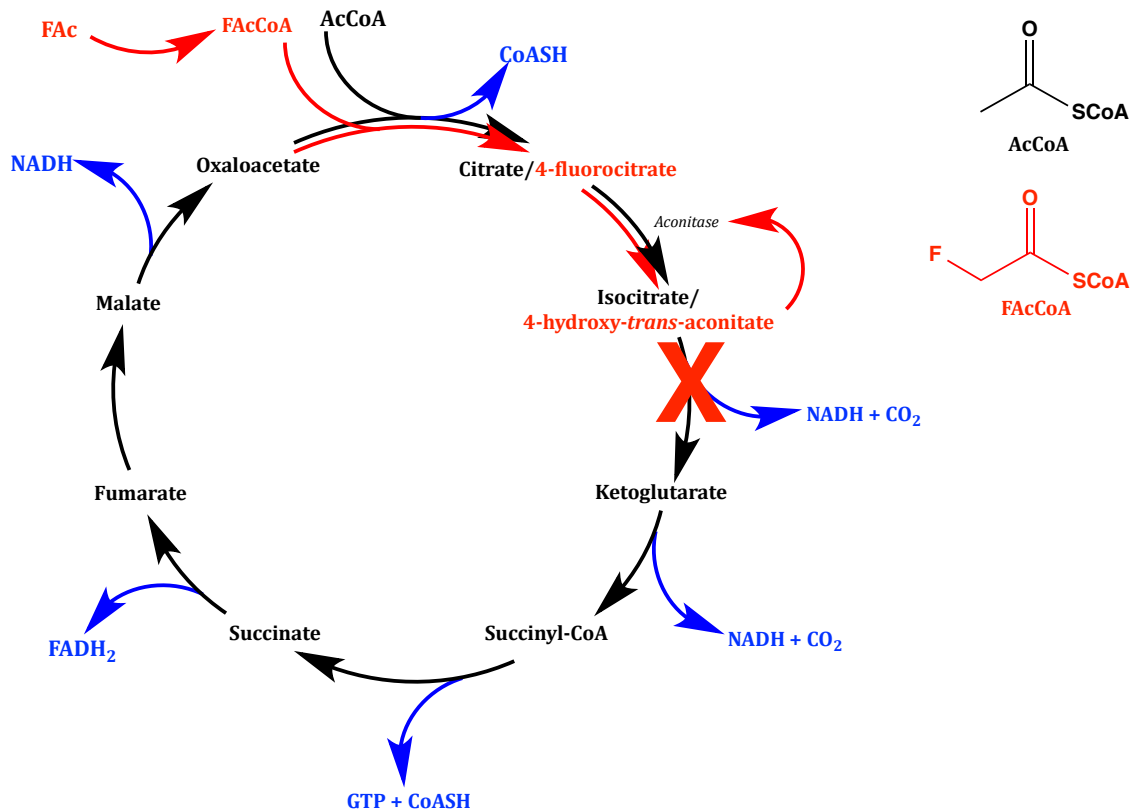 FAc
FAcCoA
AcCoA
CoASH
NADH
Oxaloacetate
Citrate/4-fluorocitrate
Aconitase
Isocitrate/
4-hydroxy-trans-aconitate
X
Malate
NADH + CO₂
Fumarate
Ketoglutarate
Succinate
Succinyl-CoA
FADH₂
NADH + CO₂
GTP + CoASH
O
SCoA
AcCoA
O
F
SCoA
FAcCoA